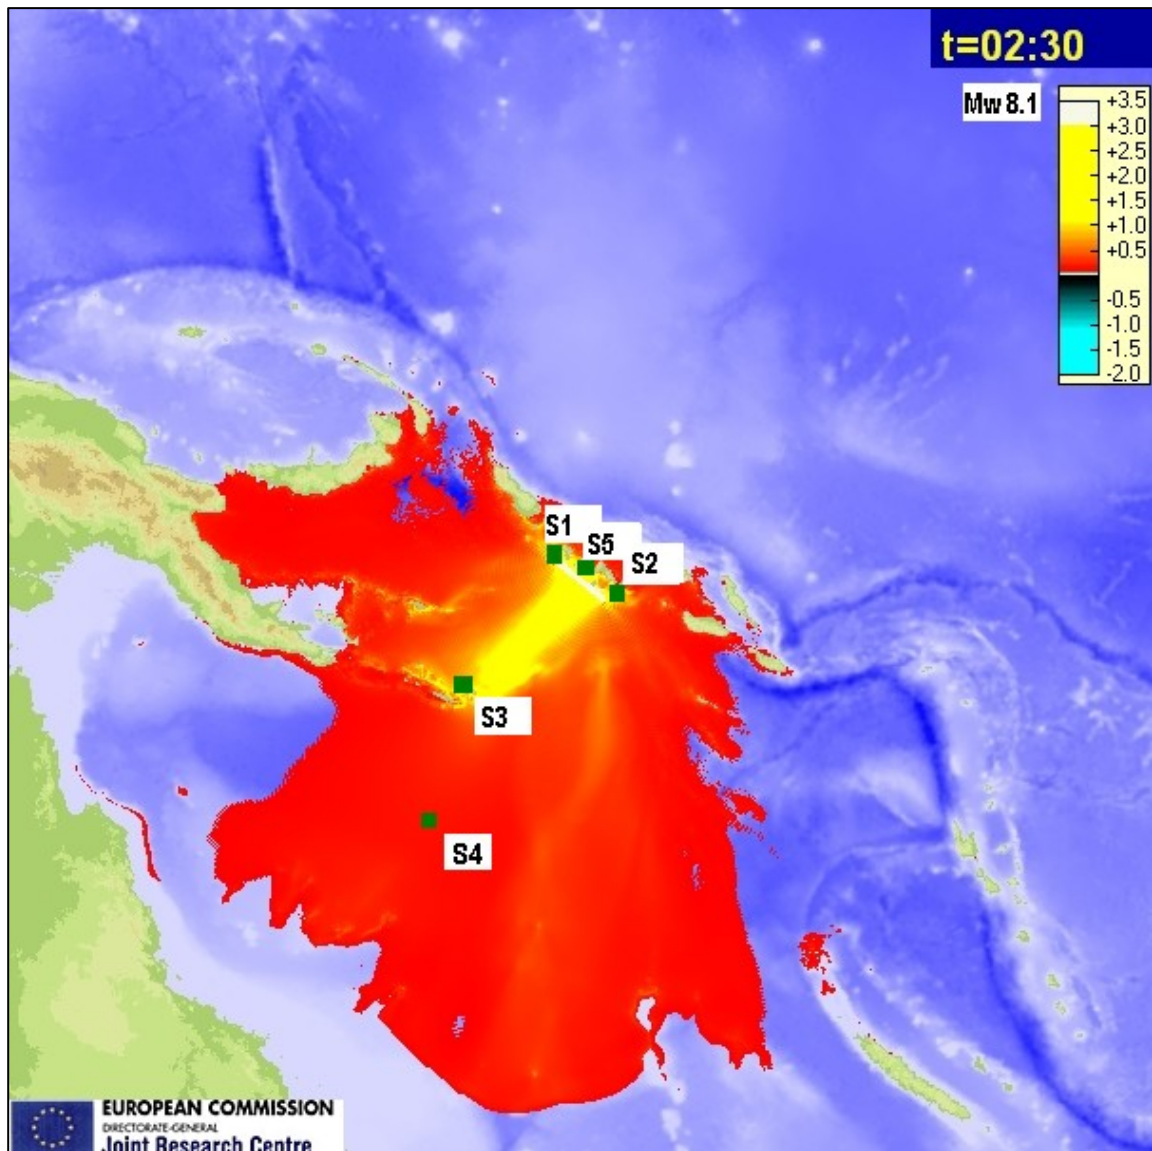 t=02:30
Mw 8.1
+3.5
+3.0
+2.5
+2.0
+1.5
+1.0
+0.5
-0.5
-1.0
-1.5
-2.0
S1
S5
S2
S3
S4
EUROPEAN COMMISSION
DIRECTORATE-GENERAL
Joint Research Centre